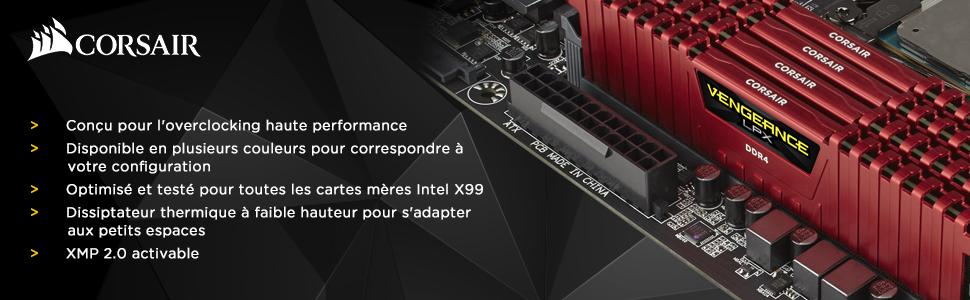 CORSAIR
> Conçu pour l'overclocking haute performance
> Disponible en plusieurs couleurs pour correspondre à
votre configuration
> Optimisé et testé pour toutes les cartes mères Intel X99
> Dissiptateur thermique à faible hauteur pour s'adapter
aux petits espaces
> XMP 2.0 activable
CORSAIR
CORSAIR
CORSAIR
CORSAIR
VENGEANCE
LPX
DDR4
ATX
PCB MADE IN CHINA